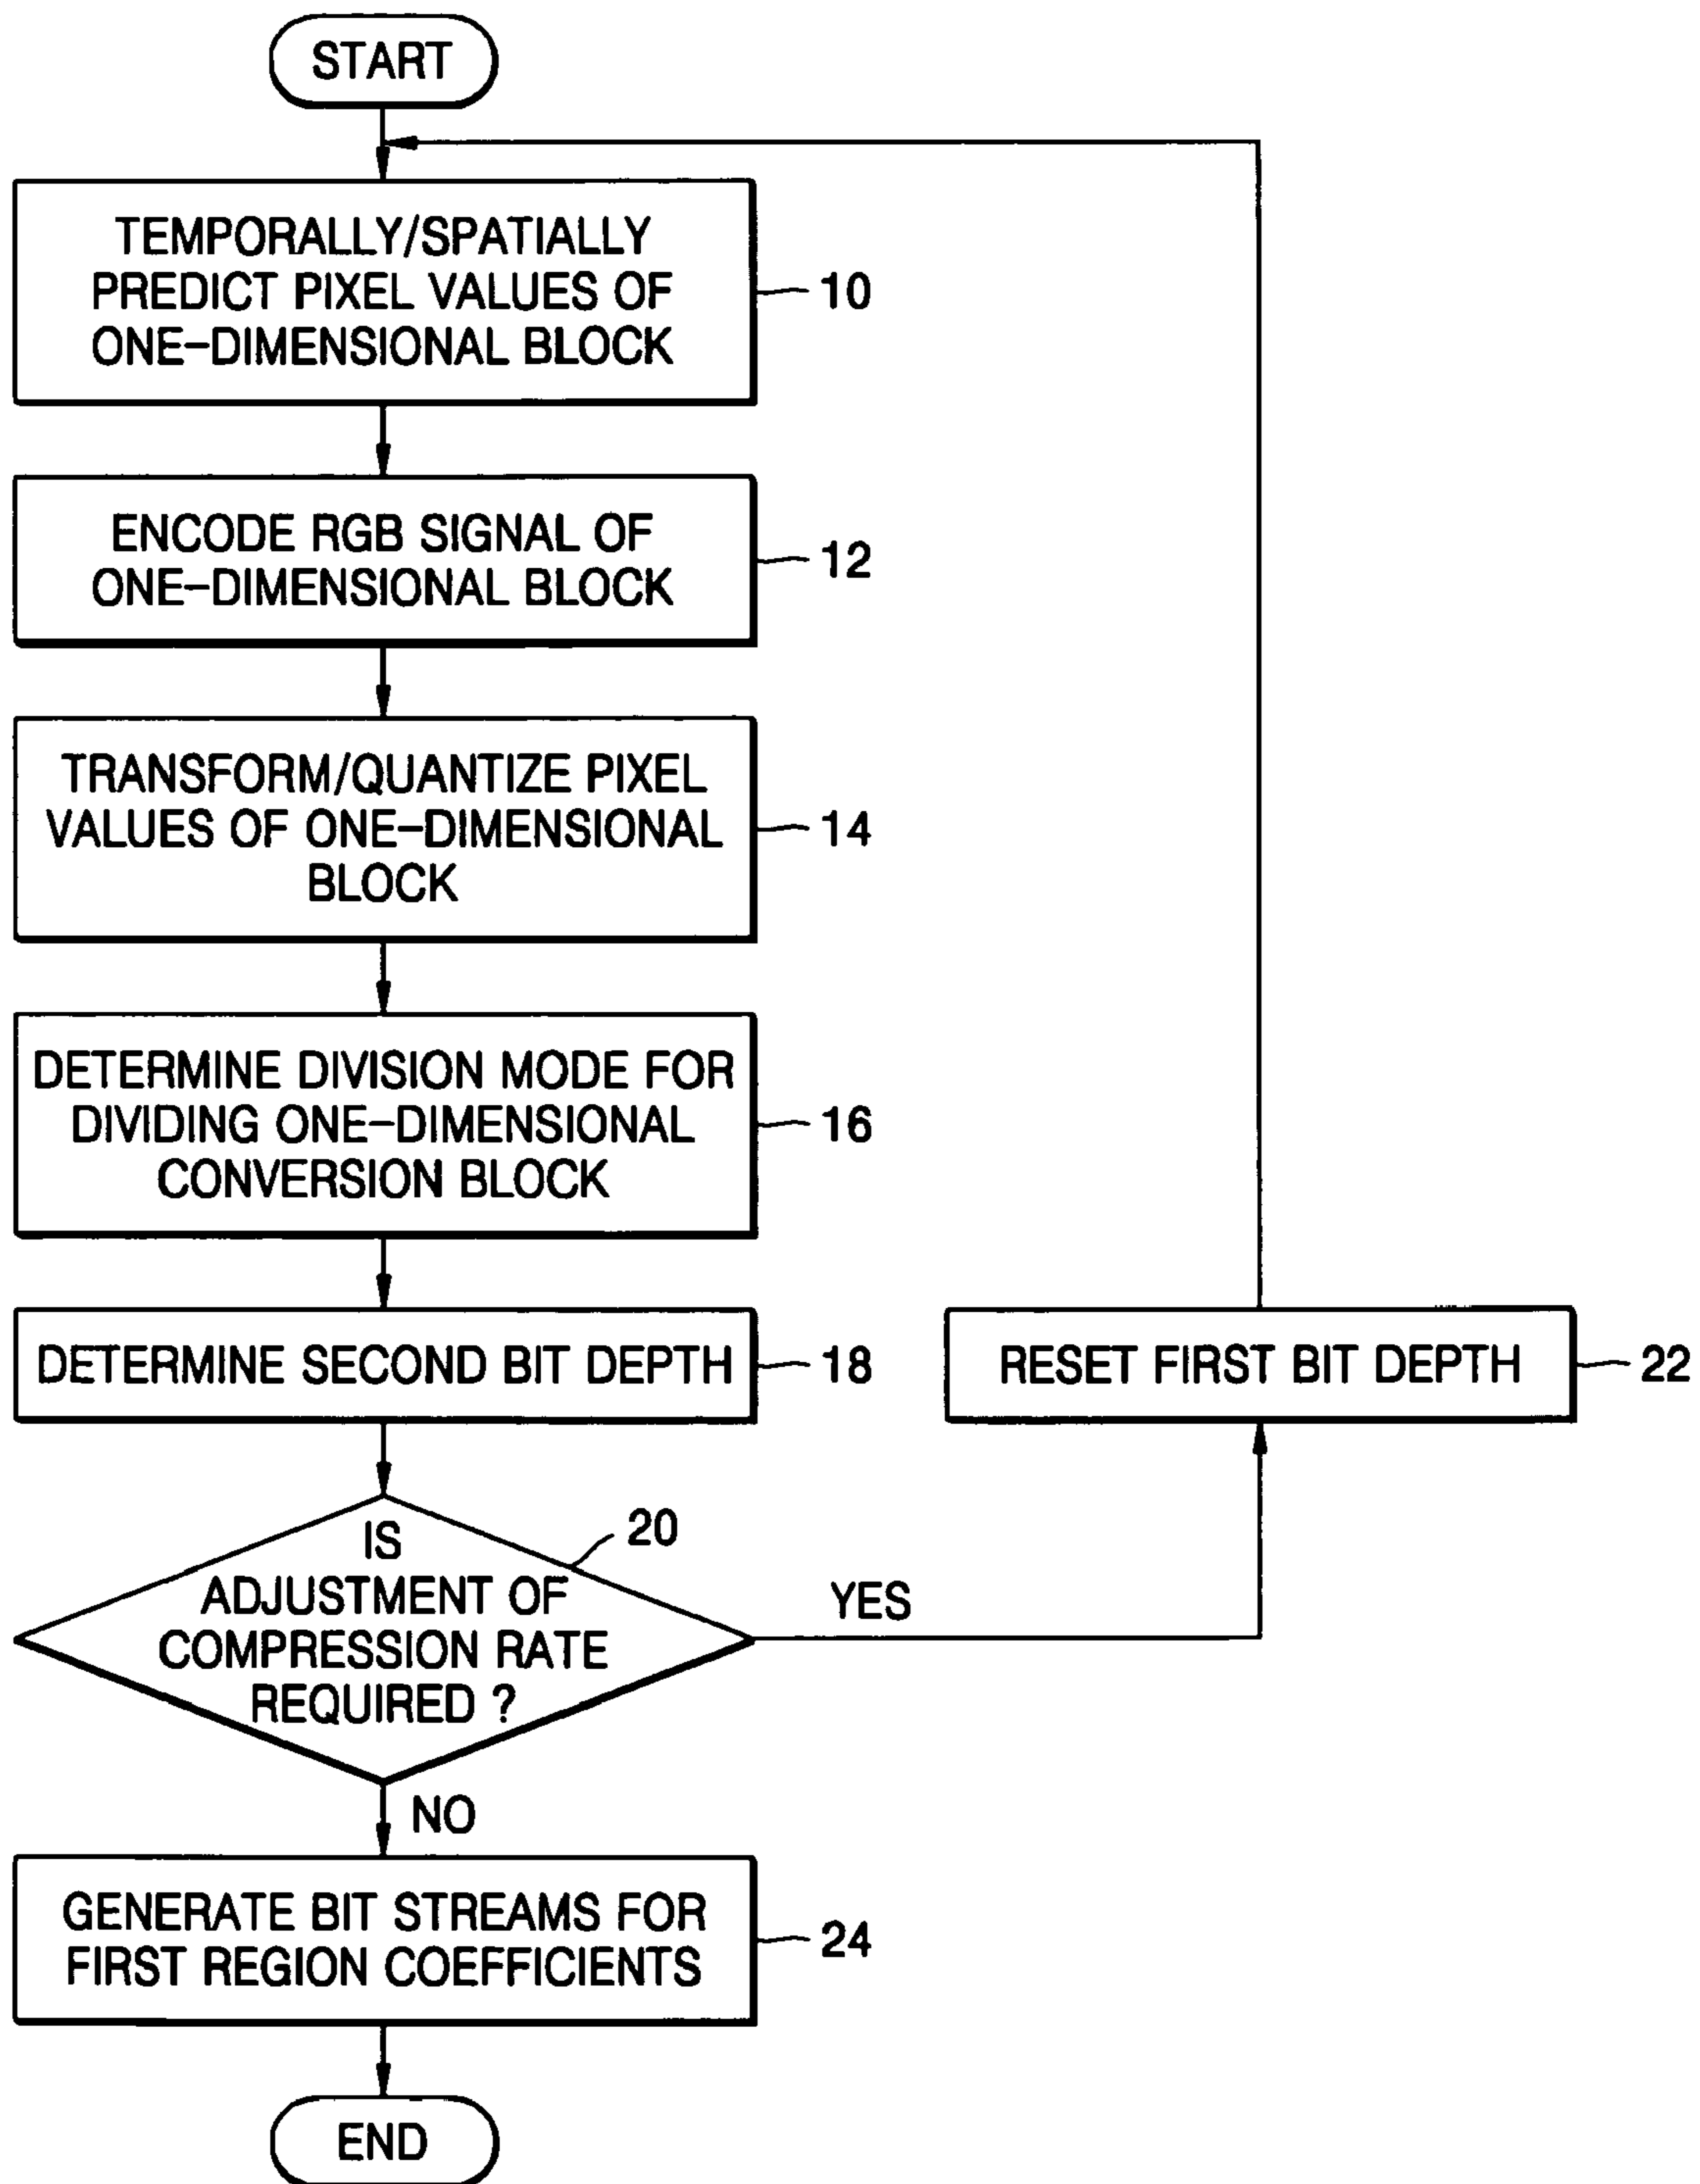 START
TEMPORALLY/SPATIALLY
PREDICT PIXEL VALUES OF
ONE-DIMENSIONAL BLOCK
10
ENCODE RGB SIGNAL OF
ONE-DIMENSIONAL BLOCK
12
TRANSFORM/QUANTIZE PIXEL
VALUES OF ONE-DIMENSIONAL
BLOCK
14
DETERMINE DIVISION MODE FOR
DIVIDING ONE-DIMENSIONAL
CONVERSION BLOCK
16
DETERMINE SECOND BIT DEPTH
18
RESET FIRST BIT DEPTH
22
IS
ADJUSTMENT OF
COMPRESSION RATE
REQUIRED ?
20
YES
NO
GENERATE BIT STREAMS FOR
FIRST REGION COEFFICIENTS
24
END